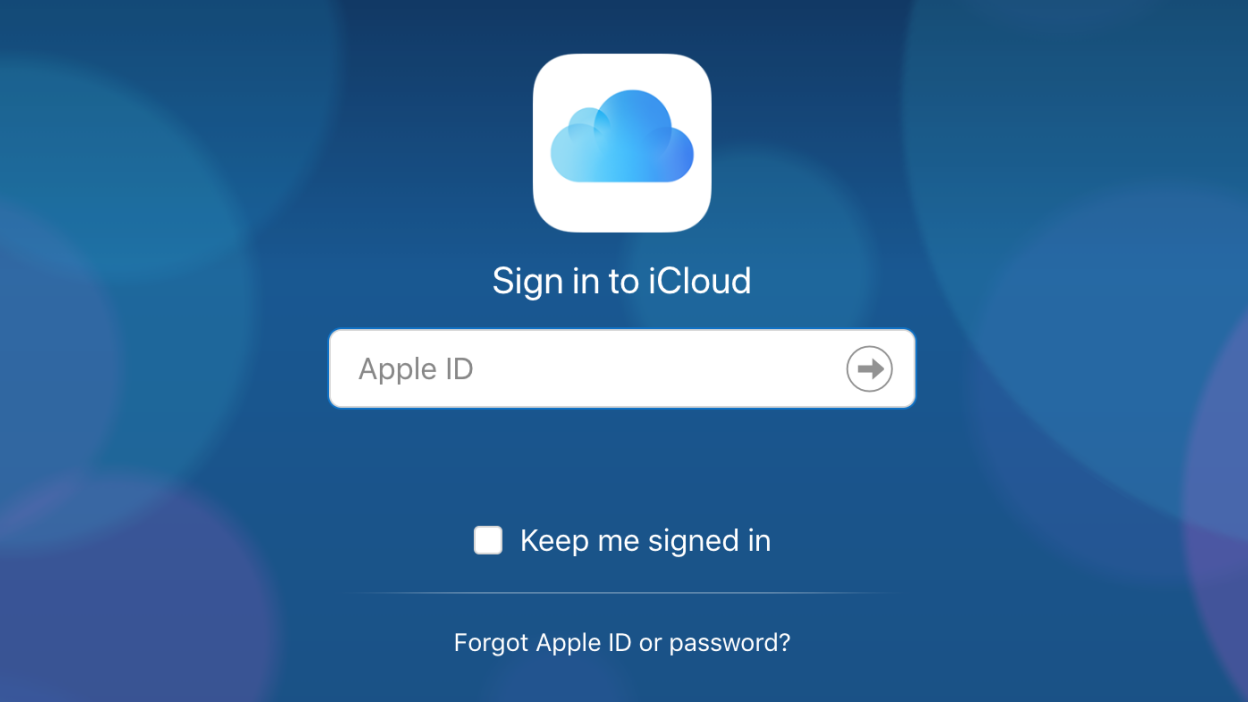 Sign in to iCloud
Apple ID
Keep me signed in
Forgot Apple ID or password?